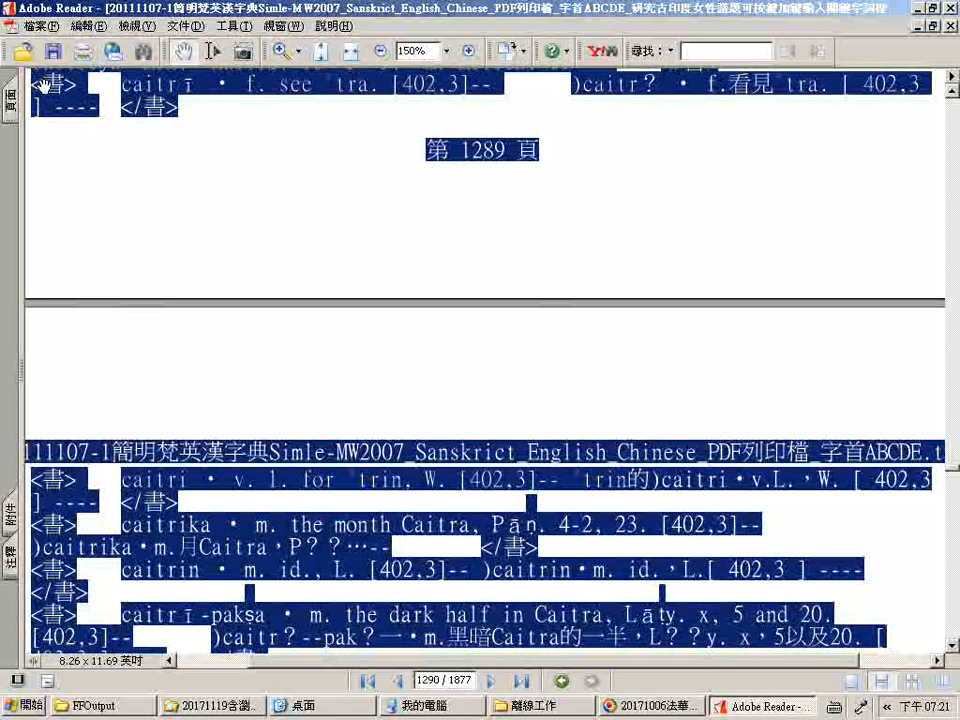 Adobe Reader - [20111107-1簡明梵英漢字典Simle-MW2007_Sanskrict_English_Chinese_PDF列印檔_字首ABCDE_研究古印度女性議題可按
檔案(F) 編輯(E) 檢視(V) 文件(D) 工具(T) 視窗(W) 說明(H)
150% 尋找：
頁面
<書> caitrī • f. see tra. [402,3]-- )caitr? • f.看見 tra. [ 402,3
] ---- </書>
第 1289 頁
111107-1簡明梵英漢字典Simle-MW2007_Sanskrict_English_Chinese_PDF列印檔_字首ABCDE.t
<書> caitri • v. l. for trin, W. [402,3]-- trin的)caitri•v.L.，W. [ 402,3
] ---- </書>
<書> caitrika • m. the month Caitra, Pāṇ. 4-2, 23. [402,3]--
)caitrika•m.月Caitra，P？？…-- </書>
<書> caitrin • m. id., L. [402,3]-- )caitrin•m. id.，L.[ 402,3 ] ----
</書>
<書> caitrī-pakṣa • m. the dark half in Caitra, Lāṭy. x, 5 and 20.
[402,3]-- )caitr？--pak？一•m.黑暗Caitra的一半，L？？y. x，5以及20. [
附件
注釋
8.26 x 11.69 英吋
1290 / 1877
開始 FFOutput 20171119含瀏... 桌面 我的電腦 離線工作 20171006法華... Adobe Reader - [... 下午 07:21